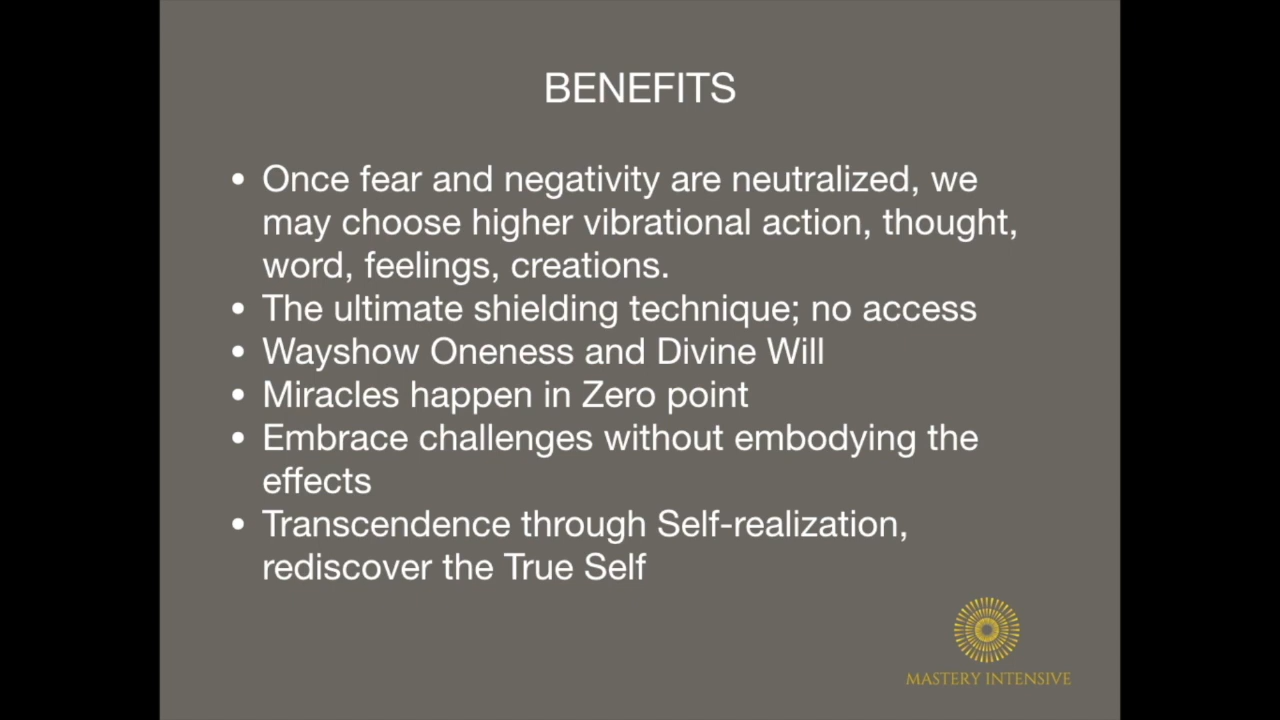 BENEFITS
• Once fear and negativity are neutralized, we
may choose higher vibrational action, thought,
word, feelings, creations.
• The ultimate shielding technique; no access
• Wayshow Oneness and Divine Will
• Miracles happen in Zero point
• Embrace challenges without embodying the
effects
• Transcendence through Self-realization,
rediscover the True Self
MASTERY INTENSIVE